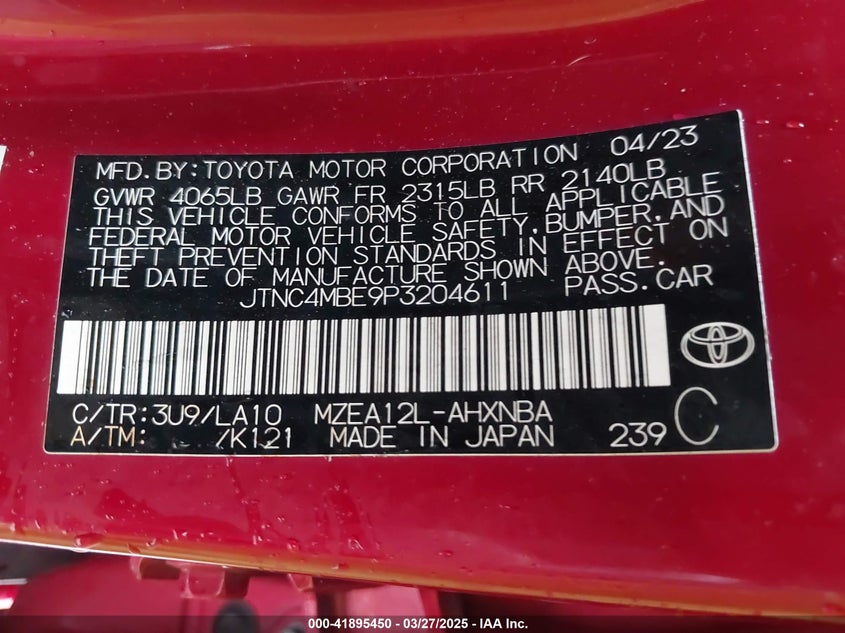 MFD.BY:TOYOTA MOTOR CORPORATION 04/23
GVWR 4065LB GAWR FR 2315LB RR 2140LB
THIS VEHICLE CONFORMS TO ALL APPLICABLE
FEDERAL MOTOR VEHICLE SAFETY,BUMPER,AND
THEFT PREVENTION STANDARDS IN EFFECT ON
THE DATE OF MANUFACTURE SHOWN ABOVE.
JTNC4MBE9P3204611 PASS.CAR
C/TR:3U9/LA10 MZEA12L-AHXNBA
A/TM: /K121 MADE IN JAPAN 239 C
000-41895450 - 03/27/2025 - IAA Inc.